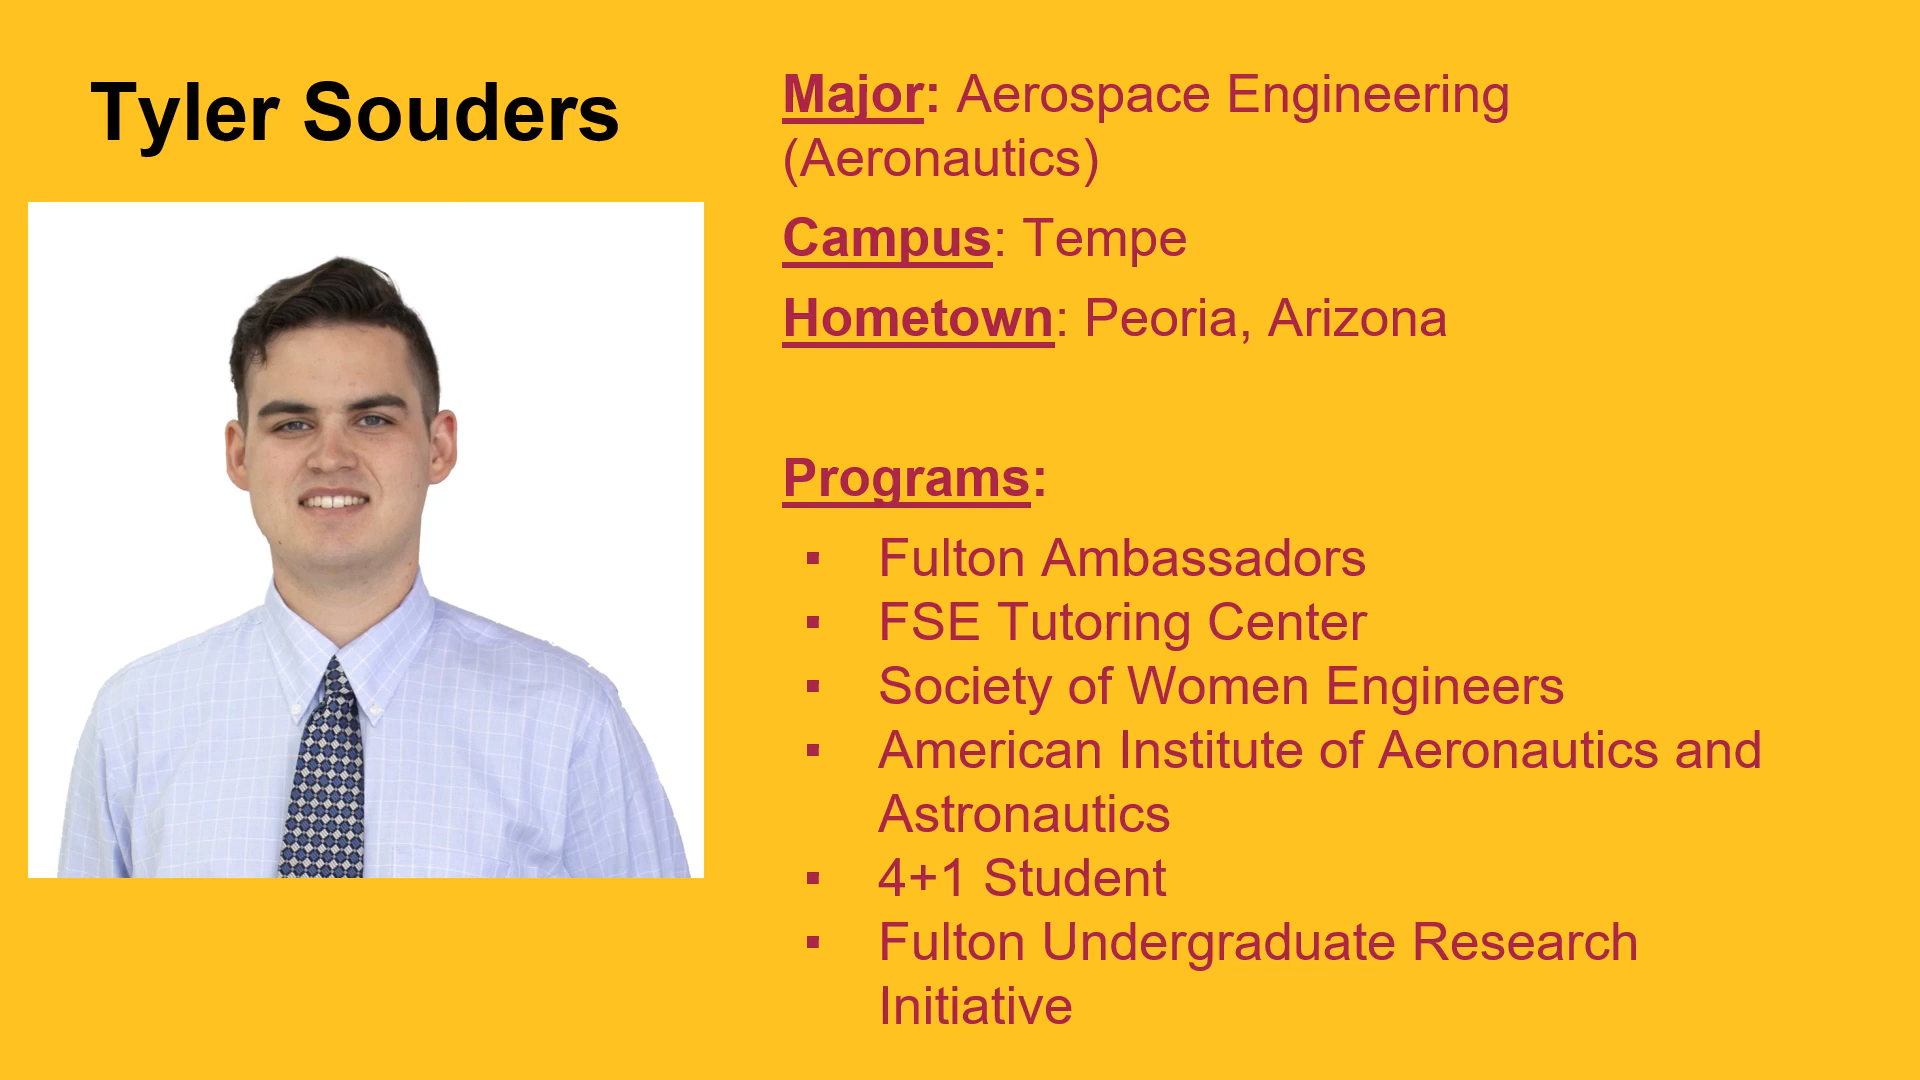 Tyler Souders
Major: Aerospace Engineering
(Aeronautics)
Campus: Tempe
Hometown: Peoria, Arizona
Programs:
▪ Fulton Ambassadors
▪ FSE Tutoring Center
▪ Society of Women Engineers
▪ American Institute of Aeronautics and
Astronautics
▪ 4+1 Student
▪ Fulton Undergraduate Research
Initiative